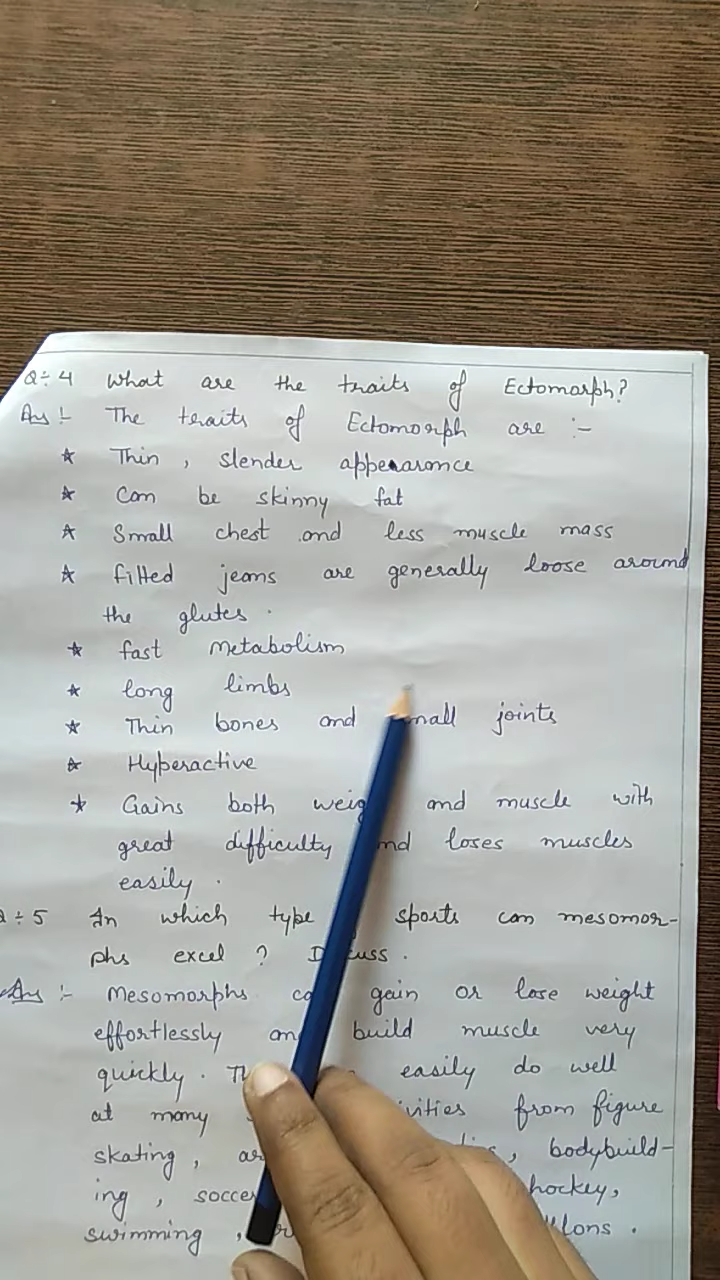 Q÷4 What are the traits of Ectomorph?
Ans :- The traits of Ectomorph are :-
★ Thin, slender appearance
★ Can be skinny fat
★ Small chest and less muscle mass
★ fitted jeans are generally loose around
the glutes.
★ fast metabolism
★ long limbs
★ Thin bones and small joints
★ Hyperactive
★ Gains both and muscle with
great difficulty and loses muscles
easily.
Q÷5 In which type sports can mesomor-
phs excel? Discuss.
Ans :- Mesomorphs gain or lose weight
effortlessly build muscle very
quickly. easily do well
at many from figure
skating, bodybuild-
ing, hockey,
swimming,